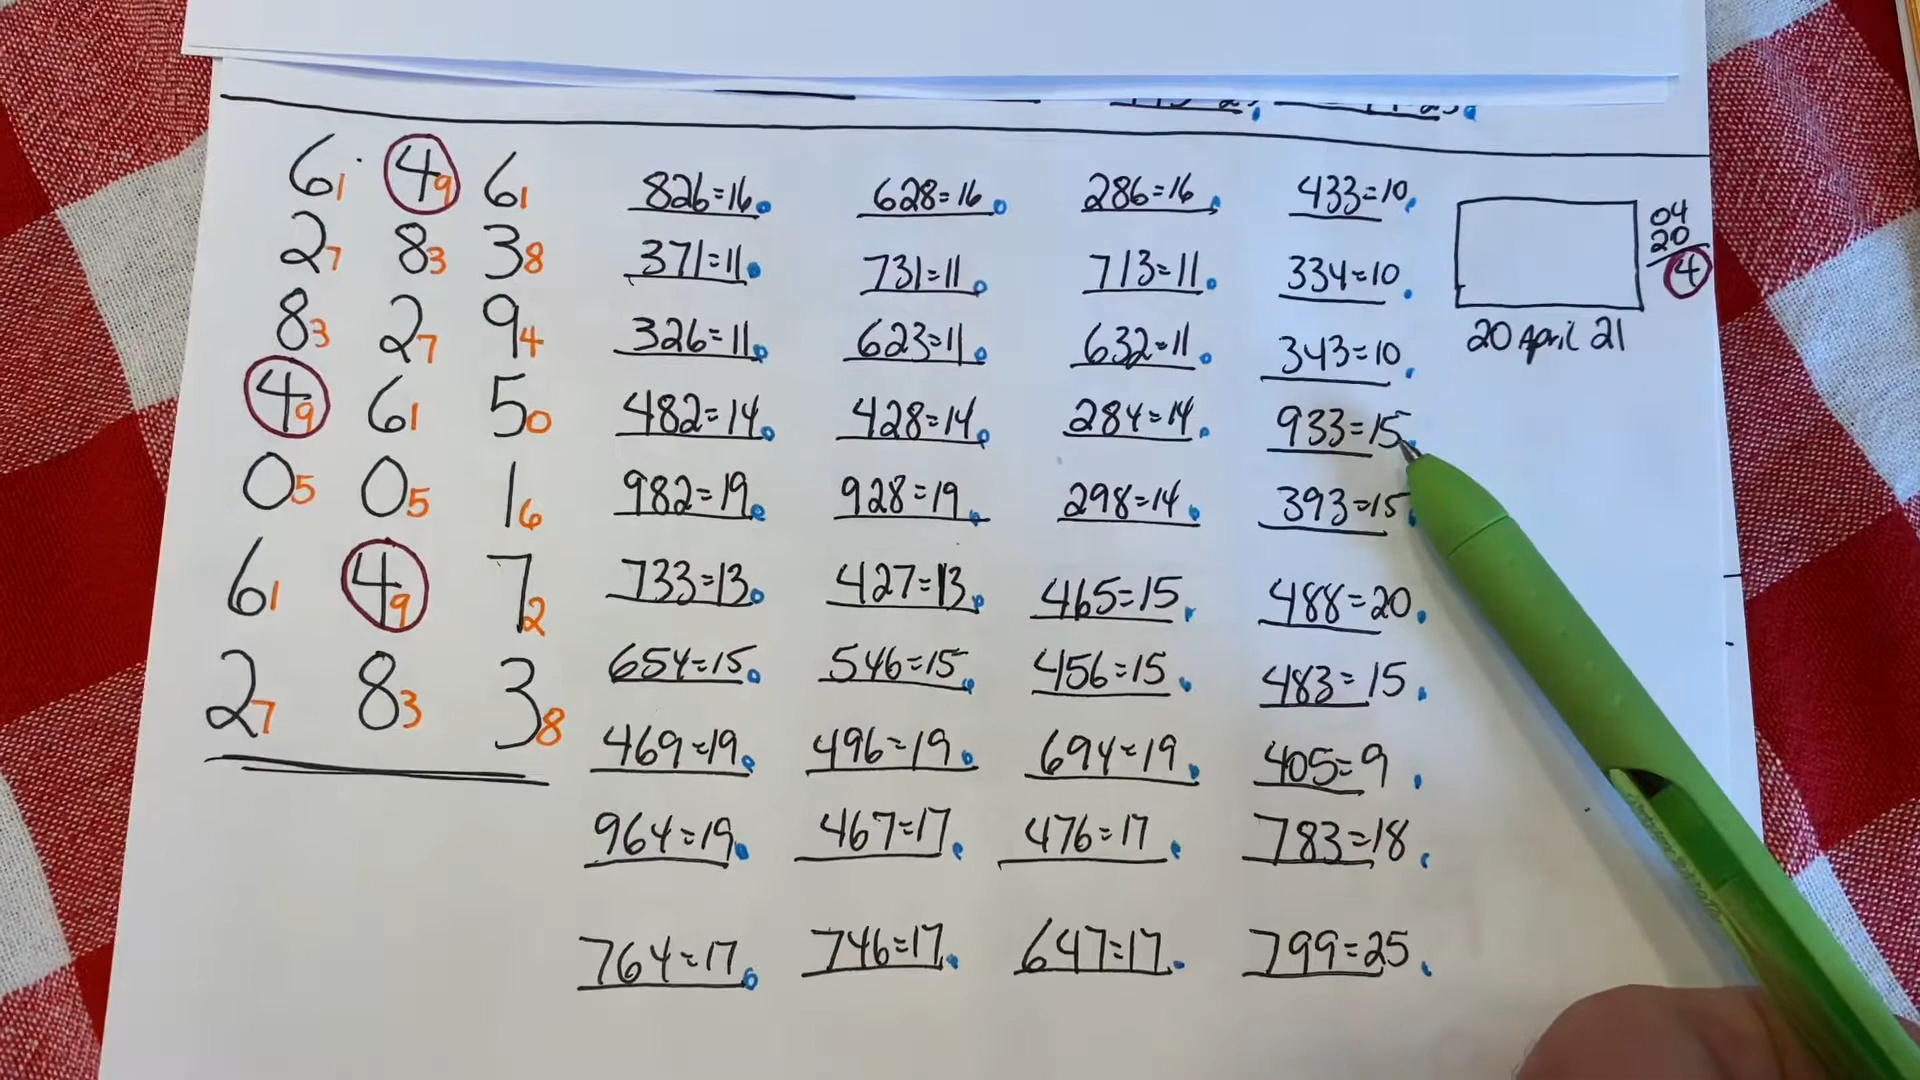 6 1 4 9 6 1
826=16. 628=16. 286=16. 433=10.
04
20
4
2 7 8 3 3 8
371=11. 731=11. 713=11. 334=10.
8 3 2 7 9 4
326=11. 623=11. 632=11. 343=10.
20 April 21
4 9 6 1 5 0
482=14. 428=14. 284=14. 933=15.
0 5 0 5 1 6
982=19. 928=19. 298=14. 393=15.
6 1 4 9 7 2
733=13. 427=13. 465=15. 488=20.
2 7 8 3 3 8
654=15. 546=15. 456=15. 483=15.
469=19. 496=19. 694=19. 405=9.
964=19. 467=17. 476=17. 783=18.
764=17. 746=17. 647=17. 799=25.